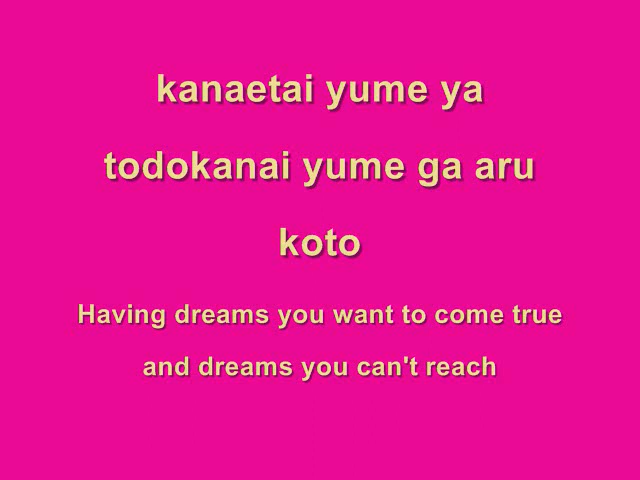 kanaetai yume ya
todokanai yume ga aru
koto
Having dreams you want to come true
and dreams you can't reach